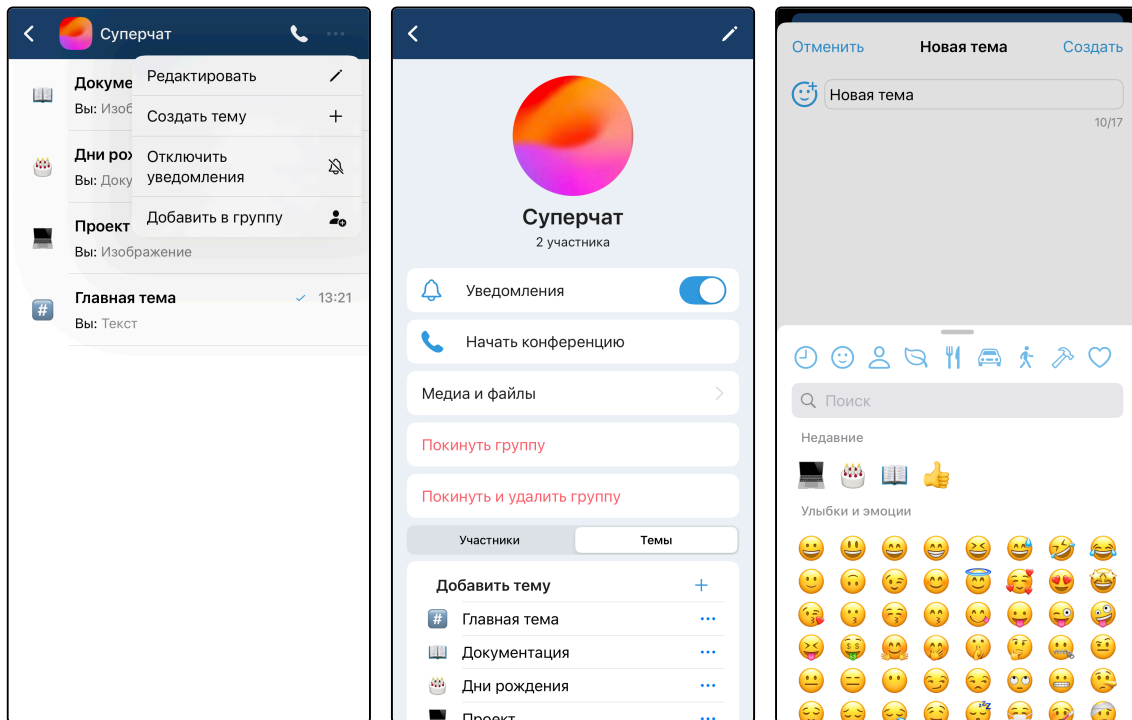 Суперчат
Редактировать
Создать тему
Отключить
уведомления
Добавить в группу
Докуме
Вы: Изоб
Дни рож
Вы: Доку
Проект
Вы: Изображение
Главная тема
13:21
Вы: Текст
Суперчат
2 участника
Уведомления
Начать конференцию
Медиа и файлы
Покинуть группу
Покинуть и удалить группу
Участники
Темы
Добавить тему
Главная тема
Документация
Дни рождения
Проект
Отменить
Новая тема
Создать
Новая тема
10/17
Поиск
Недавние
Улыбки и эмоции